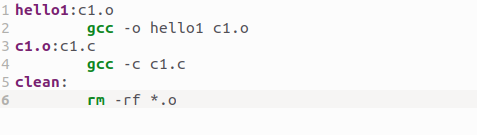 1 hello1:c1.o
2 gcc -o hello1 c1.o
3 c1.o:c1.c
4 gcc -c c1.c
5 clean:
6 rm -rf *.o